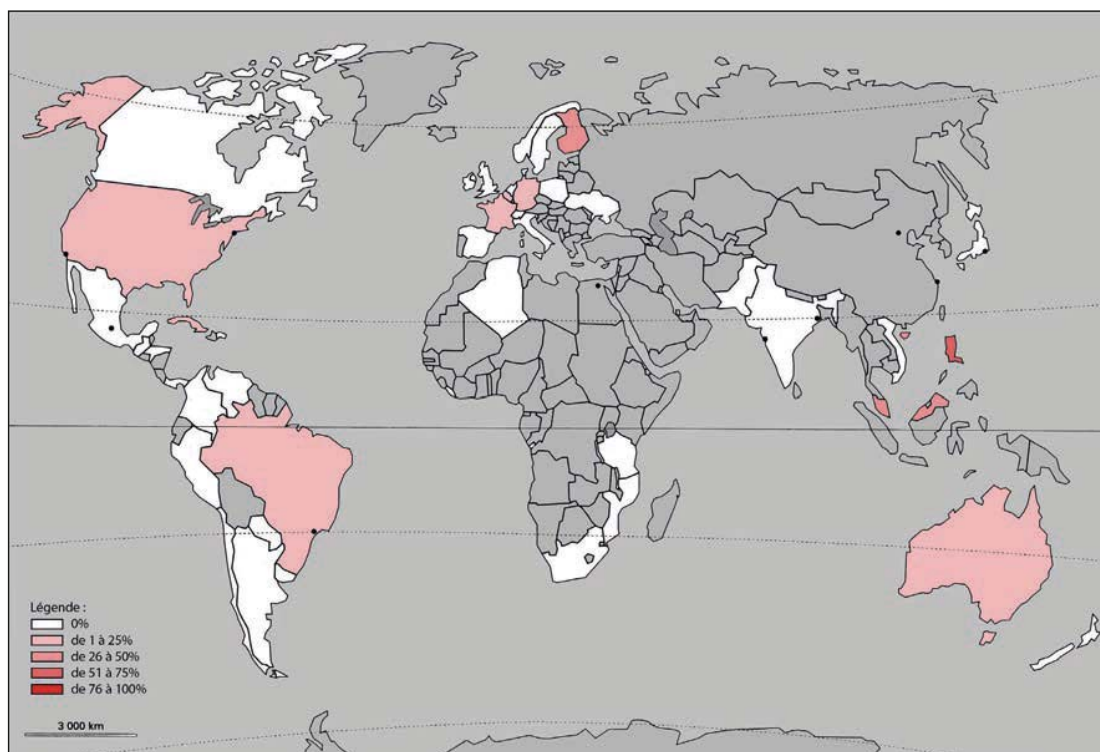 Légende :
0%
de 1 à 25%
de 26 à 50%
de 51 à 75%
de 76 à 100%
3 000 km